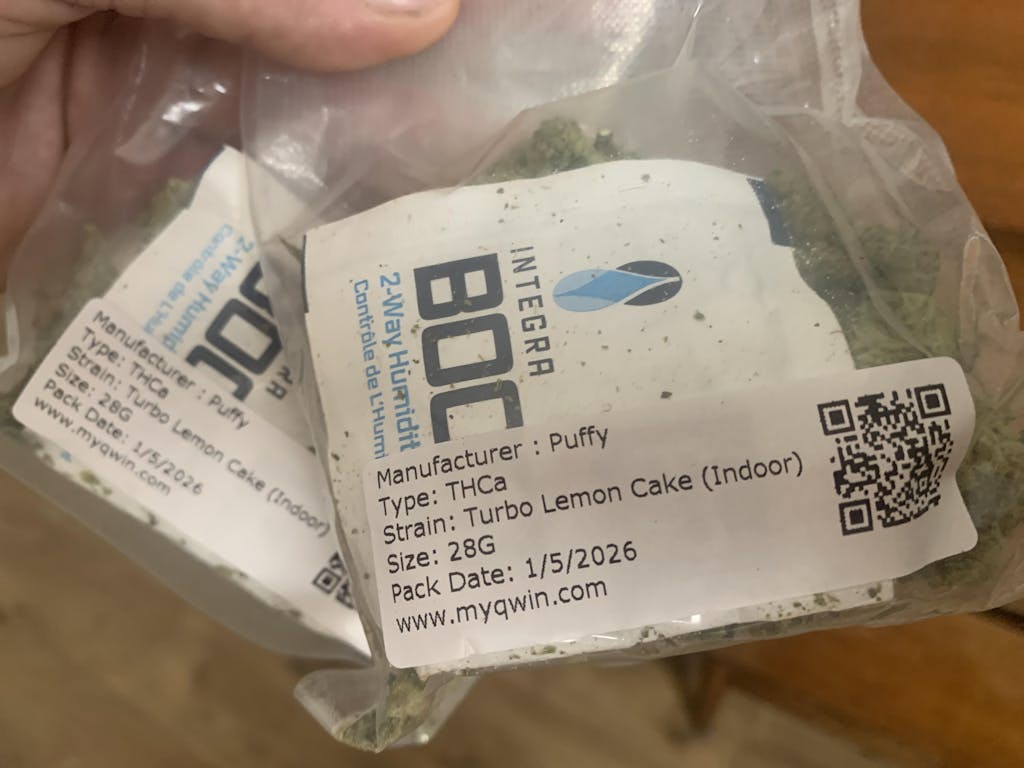 INTEGRA
BOC
2-Way Humidit
Contrôle de L'Humi
Manufacturer : Puffy
Type: THCa
Strain: Turbo Lemon Cake (Indoor)
Size: 28G
Pack Date: 1/5/2026
www.myqwin.com
2-Way Humidit
Contrôle de L'Hu
Manufacturer : Puffy
Type: THCa
Strain: Turbo Lemon Cake (Indoor)
Size: 28G
Pack Date: 1/5/2026
www.myqwin.com